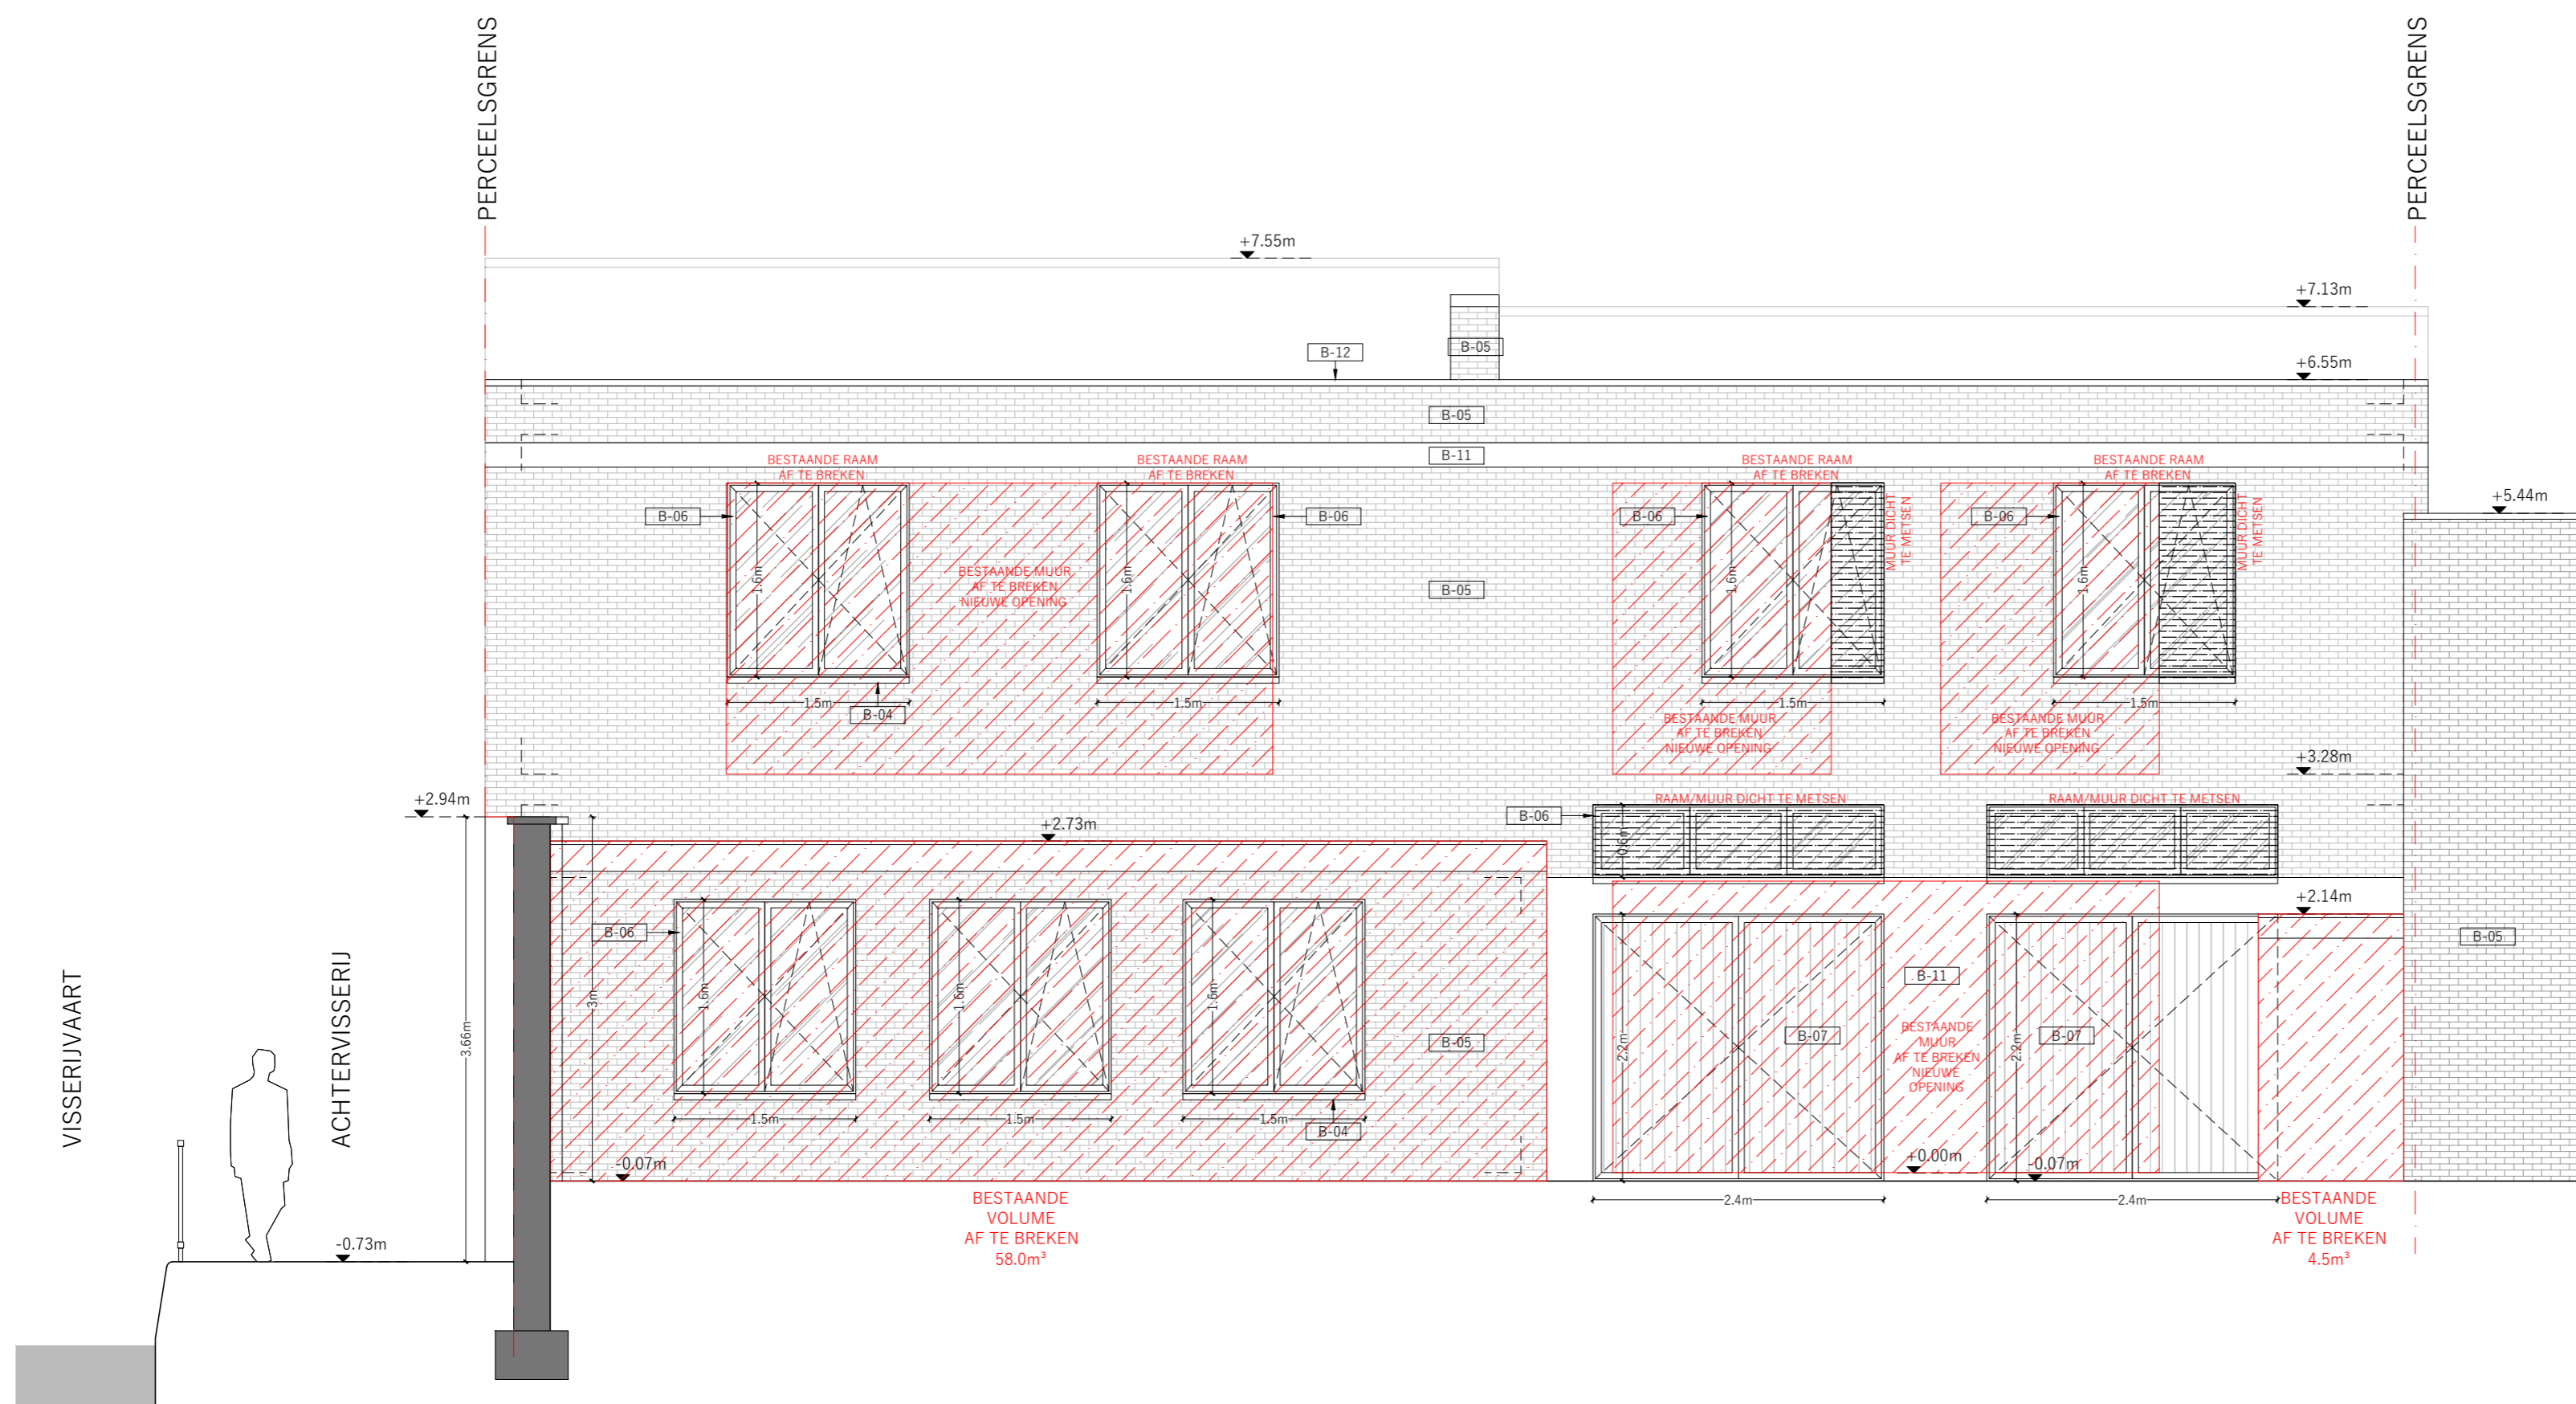 PERCEELSGRENS
PERCEELSGRENS
+7.55m
+7.13m
B-05
B-12
+6.55m
B-05
B-11
BESTAANDE RAAM
AF TE BREKEN
BESTAANDE RAAM
AF TE BREKEN
BESTAANDE RAAM
AF TE BREKEN
BESTAANDE RAAM
AF TE BREKEN
+5.44m
B-06
B-06
B-06
B-06
MUUR DICHT
TE METSEN
MUUR DICHT
TE METSEN
1.6m
1.6m
1.6m
1.6m
BESTAANDE MUUR
AF TE BREKEN
NIEUWE OPENING
B-05
1.5m
B-04
1.5m
1.5m
1.5m
BESTAANDE MUUR
AF TE BREKEN
NIEUWE OPENING
BESTAANDE MUUR
AF TE BREKEN
NIEUWE OPENING
+3.28m
+2.94m
RAAM/MUUR DICHT TE METSEN
RAAM/MUUR DICHT TE METSEN
B-06
+2.73m
0.6m
+2.14m
B-06
B-05
VISSERIJVAART
ACHTERVISSERIJ
3.66m
3m
1.6m
1.6m
1.6m
B-05
2.2m
B-07
B-11
BESTAANDE
MUUR
AF TE BREKEN
NIEUWE
OPENING
2.2m
B-07
1.5m
1.5m
1.5m
B-04
-0.07m
+0.00m
-0.07m
BESTAANDE
VOLUME
AF TE BREKEN
58.0m³
2.4m
2.4m
BESTAANDE
VOLUME
AF TE BREKEN
4.5m³
-0.73m